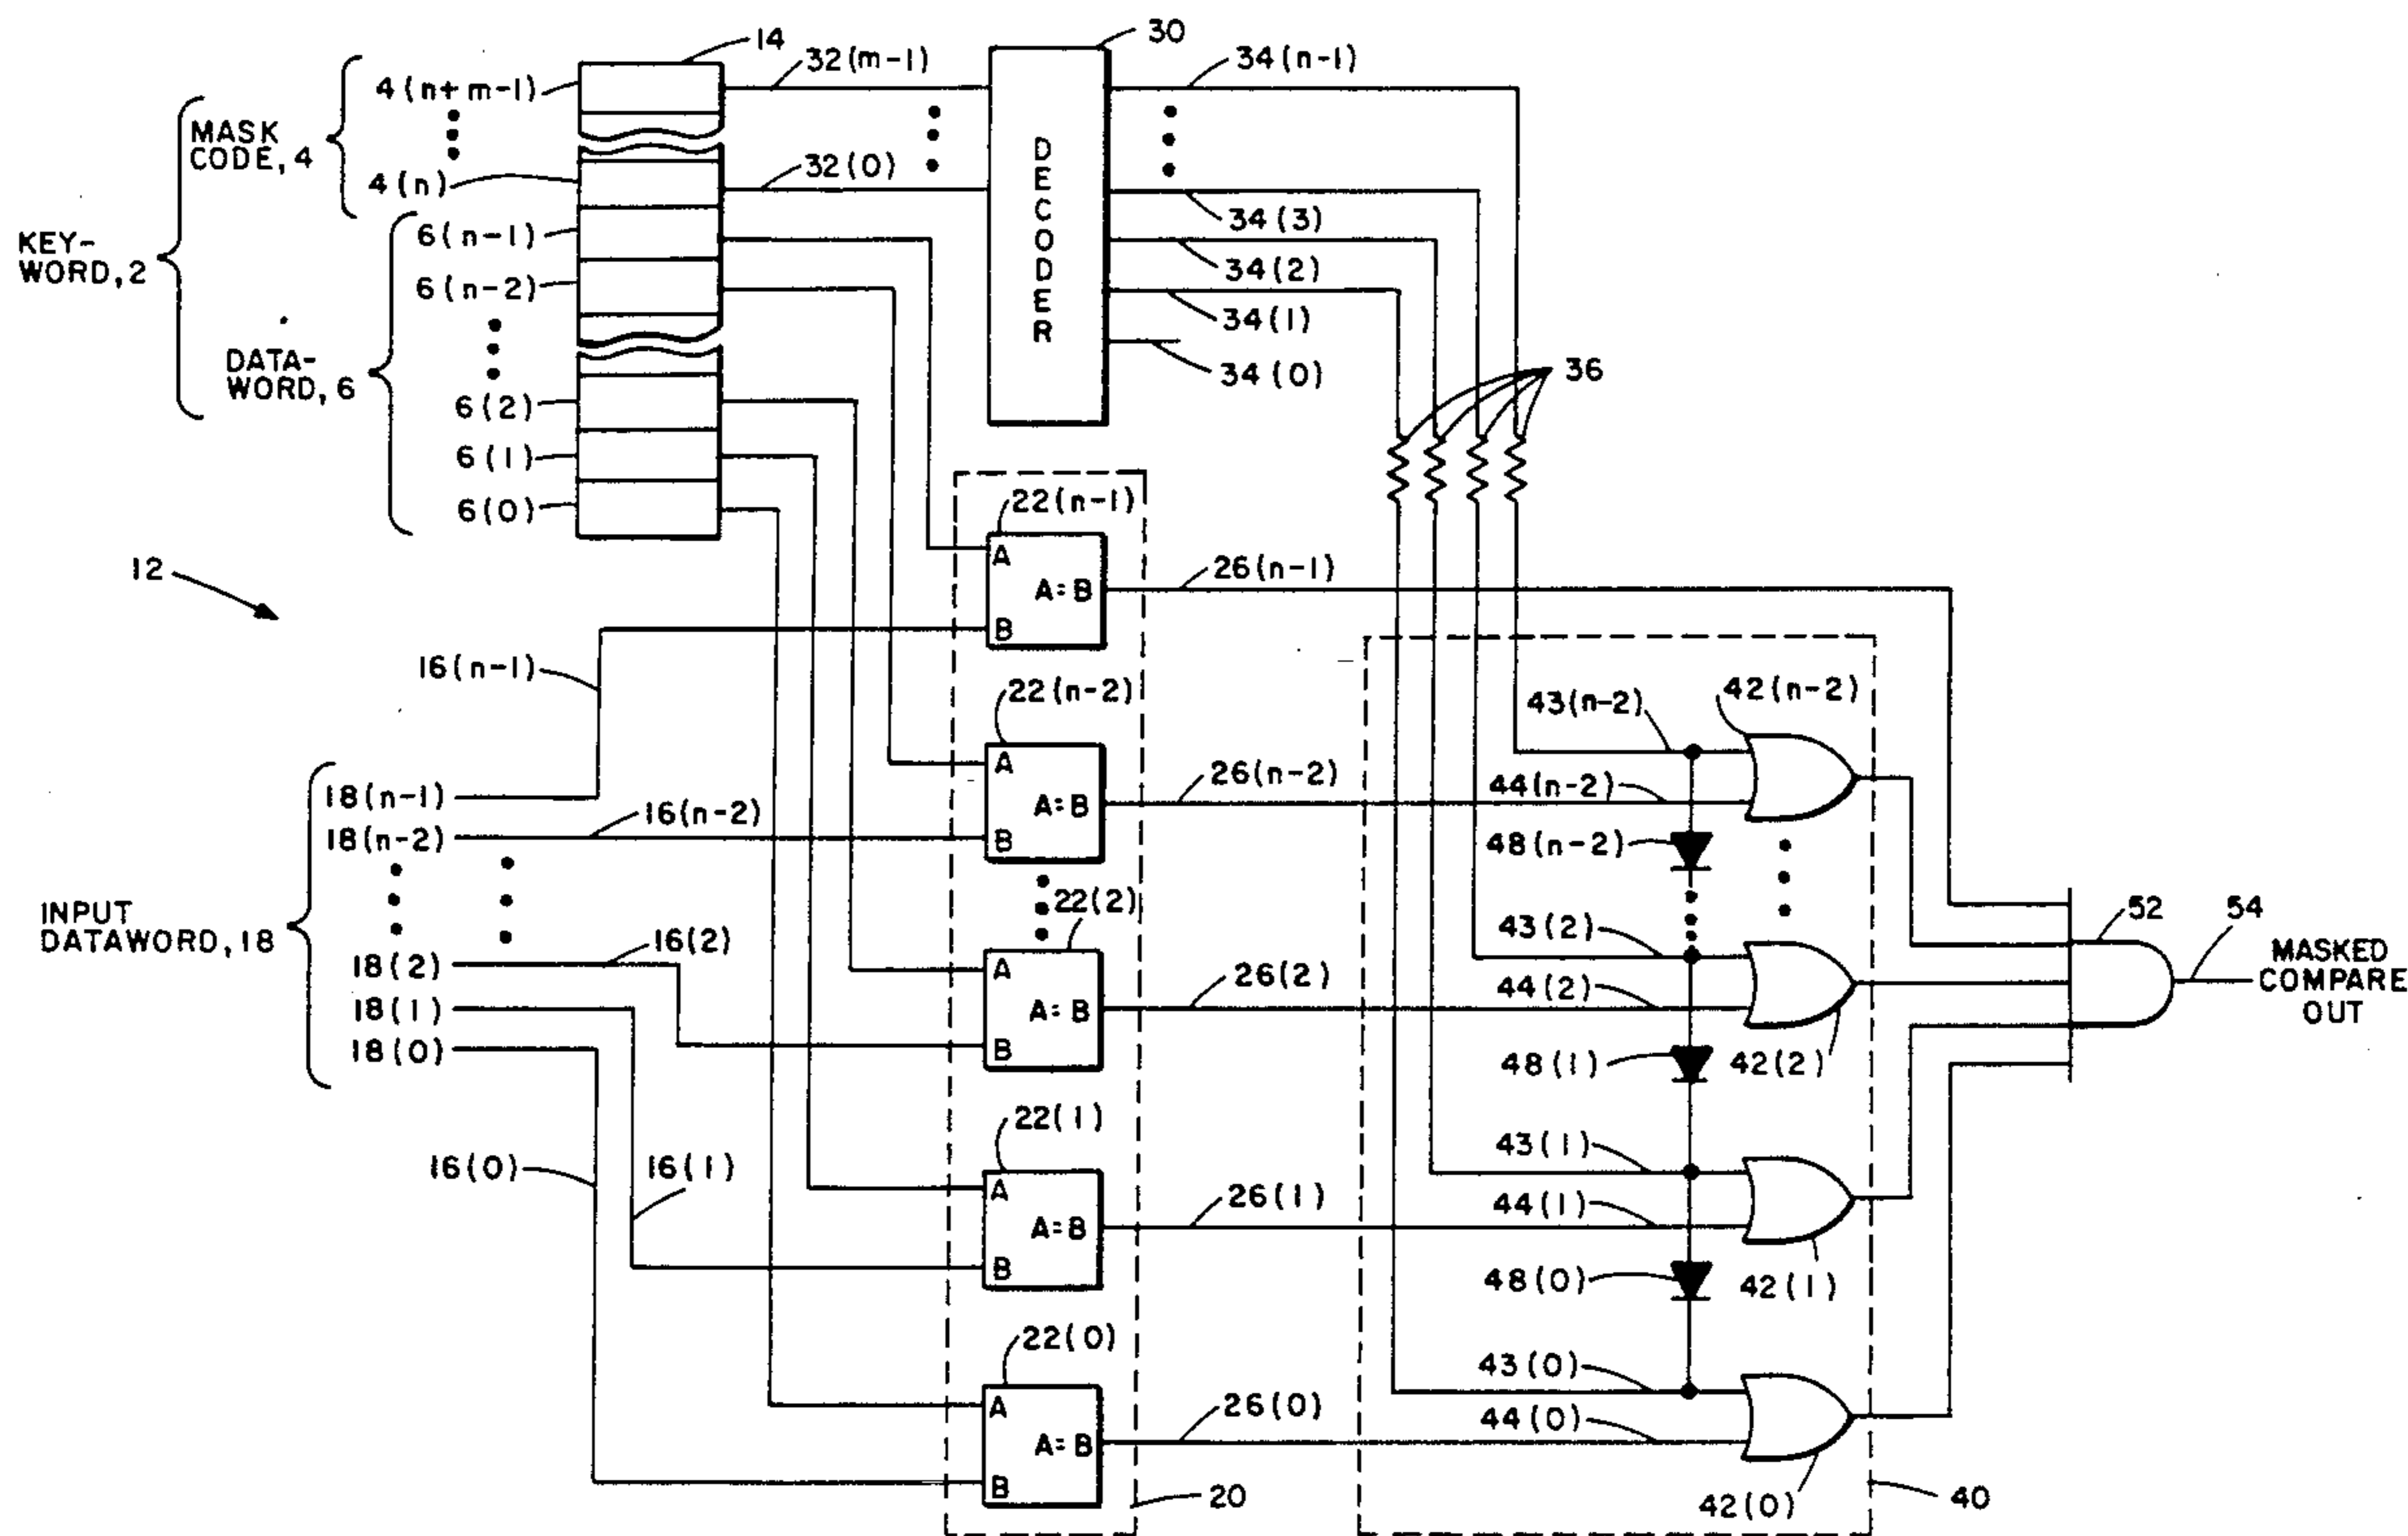 14
30
32(m-1)
34(n-1)
4(n+m-1)
MASK
CODE, 4
4(n)
32(0)
DECODER
34(3)
34(2)
34(1)
34(0)
36
KEY-
WORD, 2
6(n-1)
6(n-2)
DATA-
WORD, 6
6(2)
6(1)
6(0)
12
22(n-1)
A
A=B
B
26(n-1)
16(n-1)
22(n-2)
A
A=B
B
26(n-2)
43(n-2)
42(n-2)
44(n-2)
48(n-2)
18(n-1)
16(n-2)
18(n-2)
INPUT
DATAWORD, 18
18(2)
16(2)
18(1)
18(0)
22(2)
A
A=B
B
26(2)
43(2)
44(2)
42(2)
48(1)
52
54
MASKED
COMPARE
OUT
16(0)
16(1)
22(1)
A
A=B
B
26(1)
43(1)
44(1)
42(1)
48(0)
22(0)
A
A=B
B
26(0)
43(0)
44(0)
42(0)
20
40